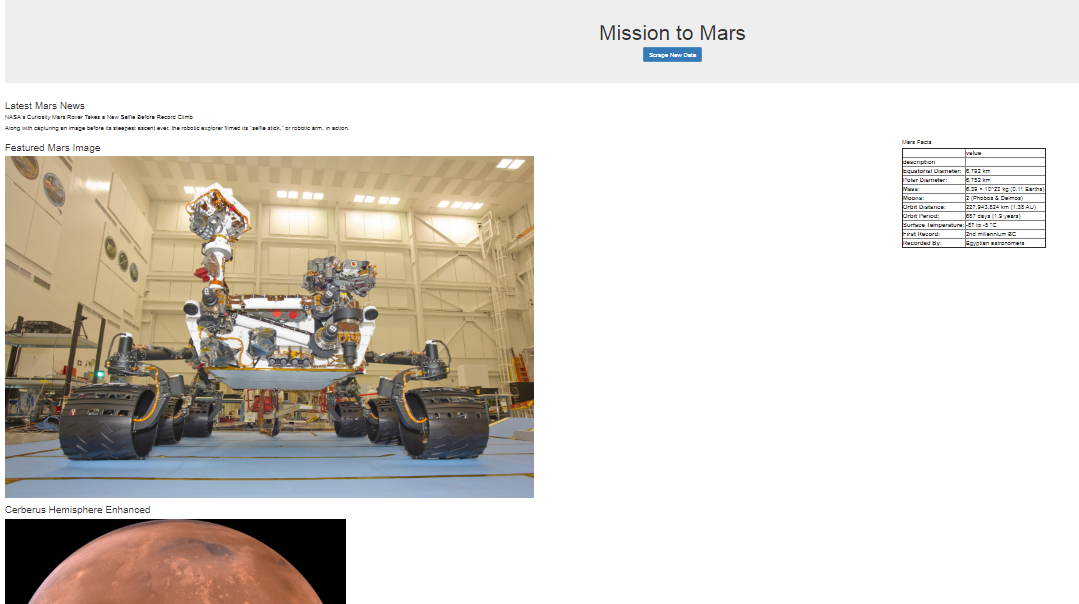 Mission to Mars
Scrape New Data
Latest Mars News
NASA's Curiosity Mars Rover Takes a New Selfie Before Record Climb
Along with capturing an image before its steepest ascent ever, the robotic explorer filmed its "selfie stick," or robotic arm, in action.
Featured Mars Image
Mars Facts
value
description
Equatorial Diameter: 6,792 km
Polar Diameter: 6,752 km
Mass: 6.39 × 10^23 kg (0.11 Earths)
Moons: 2 (Phobos & Deimos)
Orbit Distance: 227,943,824 km (1.38 AU)
Orbit Period: 687 days (1.9 years)
Surface Temperature: -87 to -5 °C
First Record: 2nd millennium BC
Recorded By: Egyptian astronomers
Cerberus Hemisphere Enhanced